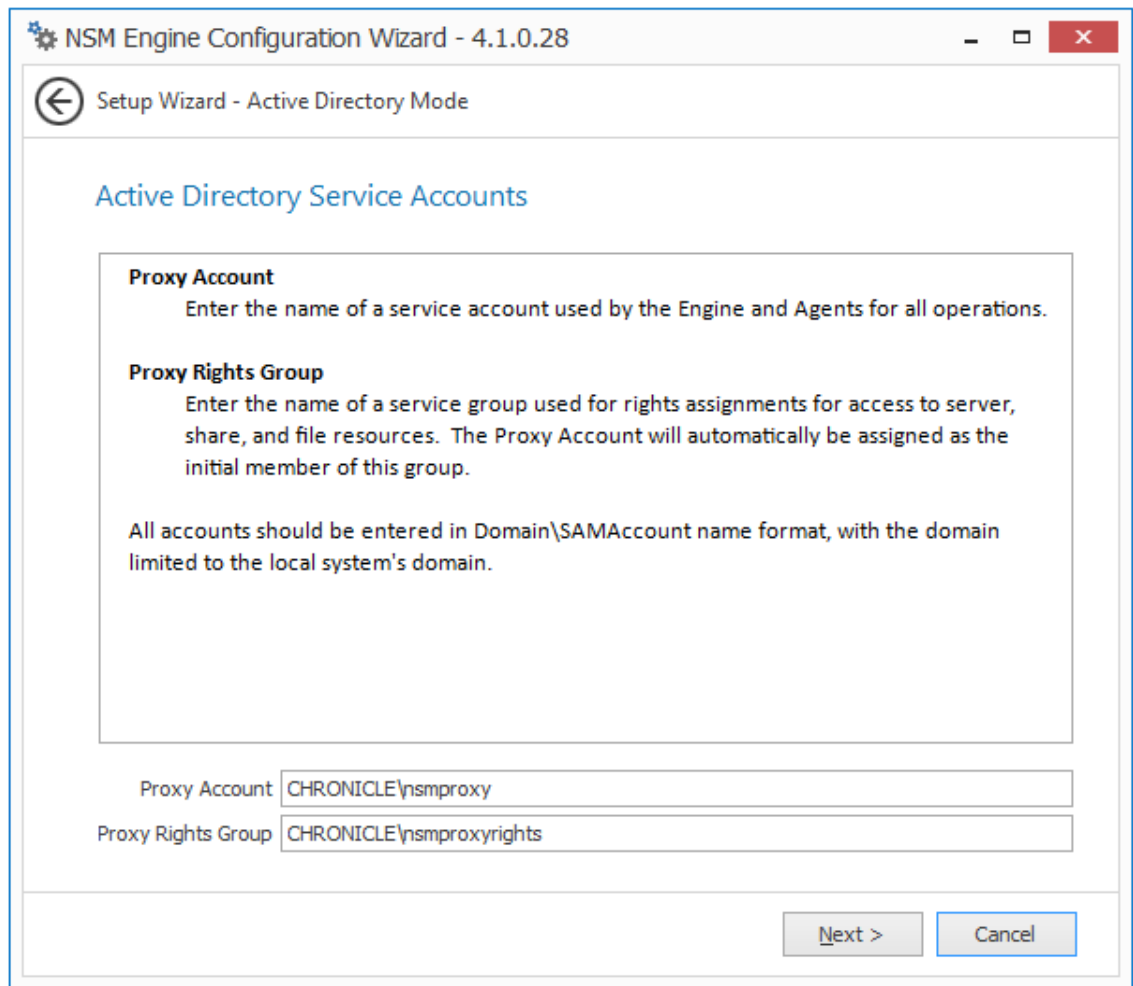 NSM Engine Configuration Wizard - 4.1.0.28
Setup Wizard - Active Directory Mode
Active Directory Service Accounts
Proxy Account
Enter the name of a service account used by the Engine and Agents for all operations.
Proxy Rights Group
Enter the name of a service group used for rights assignments for access to server,
share, and file resources.  The Proxy Account will automatically be assigned as the
initial member of this group.
All accounts should be entered in Domain\SAMAccount name format, with the domain
limited to the local system's domain.
Proxy Account CHRONICLE\nsmproxy
Proxy Rights Group CHRONICLE\nsmproxyrights
Next > Cancel